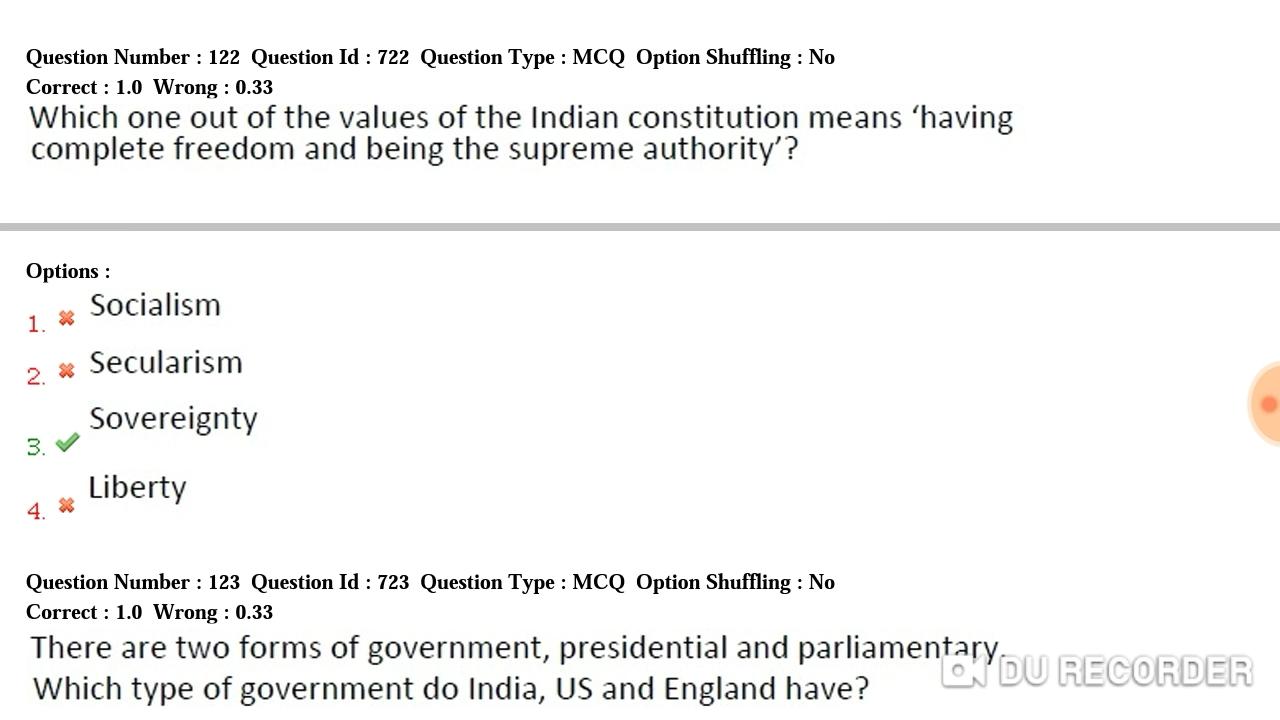 Question Number : 122 Question Id : 722 Question Type : MCQ Option Shuffling : No
Correct : 1.0 Wrong : 0.33
Which one out of the values of the Indian constitution means ‘having
complete freedom and being the supreme authority’?
Options :
1. Socialism
2. Secularism
3. Sovereignty
4. Liberty
Question Number : 123 Question Id : 723 Question Type : MCQ Option Shuffling : No
Correct : 1.0 Wrong : 0.33
There are two forms of government, presidential and parliamentary.
Which type of government do India, US and England have?
DU RECORDER